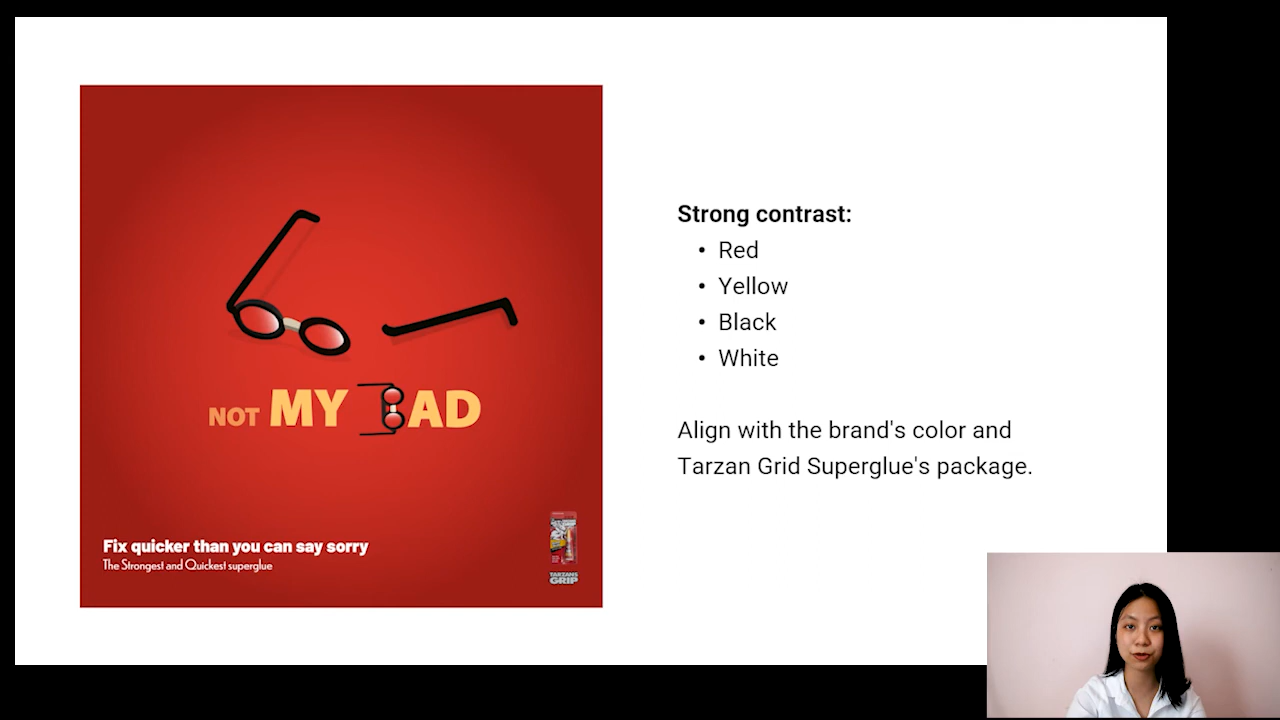 NOT MY BAD
Fix quicker than you can say sorry
The Strongest and Quickest superglue
TARZANS
GRIP
Strong contrast:
• Red
• Yellow
• Black
• White
Align with the brand's color and
Tarzan Grid Superglue's package.